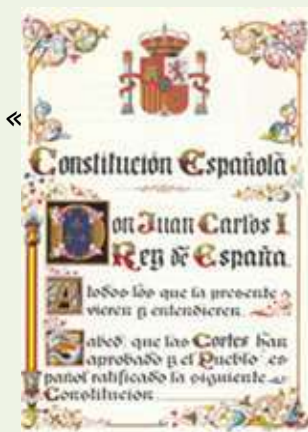 «
Constitución Española
Don Juan Carlos I
Rey de España
A todos los que la presente
vieren y entendieren.
Sabed: que las Cortes han
aprobado y el Pueblo es-
pañol ratificado la siguiente
Constitución